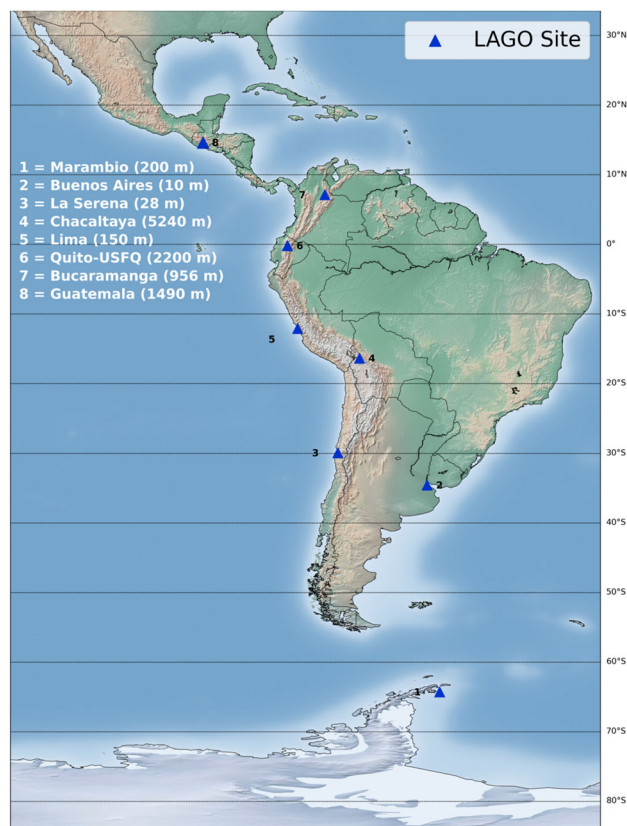 LAGO Site
30°N
20°N
8
1 = Marambio (200 m)
2 = Buenos Aires (10 m)
3 = La Serena (28 m)
4 = Chacaltaya (5240 m)
5 = Lima (150 m)
6 = Quito-USFQ (2200 m)
7 = Bucaramanga (956 m)
8 = Guatemala (1490 m)
10°N
7
0°
6
10°S
5
4
20°S
3
30°S
2
40°S
50°S
60°S
1
70°S
80°S